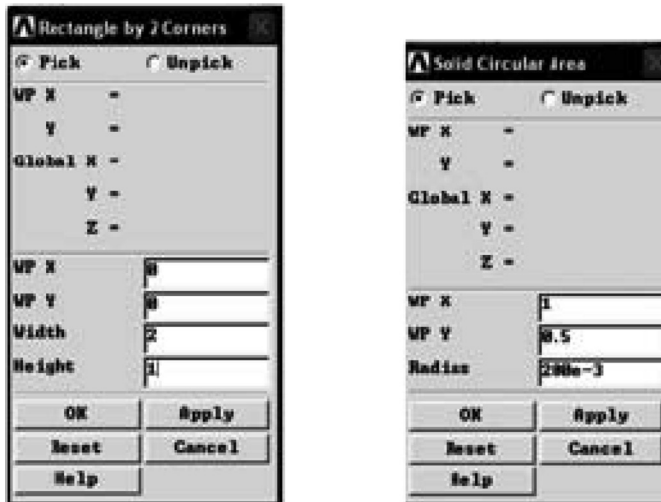 Rectangle by 2 Corners
Pick Unpick
WP X =
Y =
Global X =
Y =
Z =
WP X 0
WP Y 0
Width 2
Height 1
OK Apply
Reset Cancel
Help
Solid Circular Area
Pick Unpick
WP X =
Y =
Global X =
Y =
Z =
WP X 1
WP Y 0.5
Radius 200e-3
OK Apply
Reset Cancel
Help